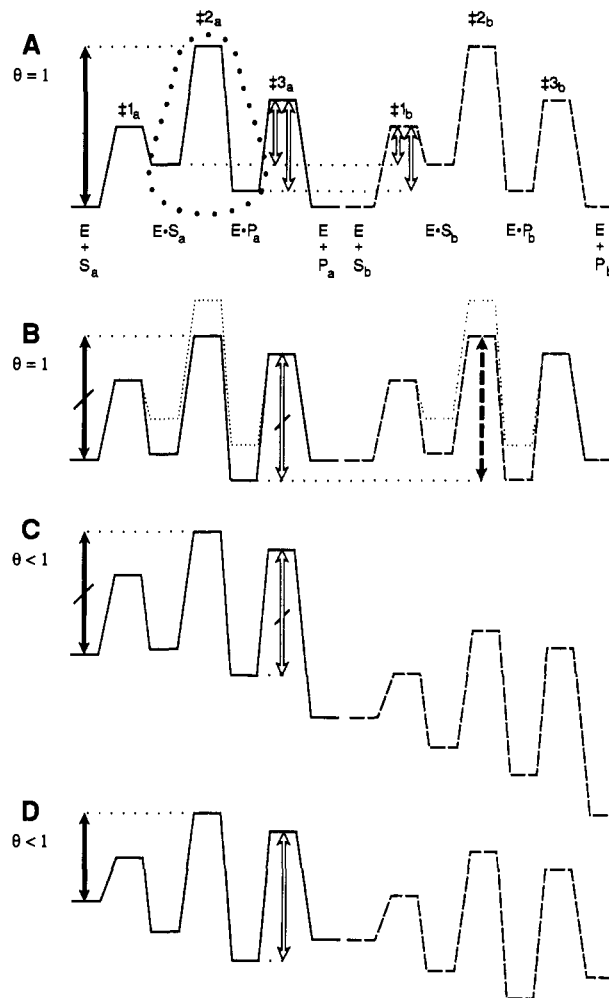 A
θ = 1
‡2a
‡2b
‡1a
‡3a
‡1b
‡3b
E + Sa
E•Sa
E•Pa
E + Pa
E + Sb
E•Sb
E•Pb
E + Pb
B
θ = 1
C
θ < 1
D
θ < 1